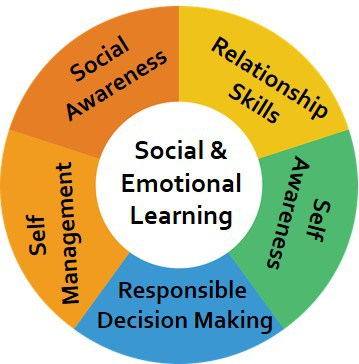 Social
Awareness
Relationship
Skills
Social &
Emotional
Learning
Self
Management
Self
Awareness
Responsible
Decision Making